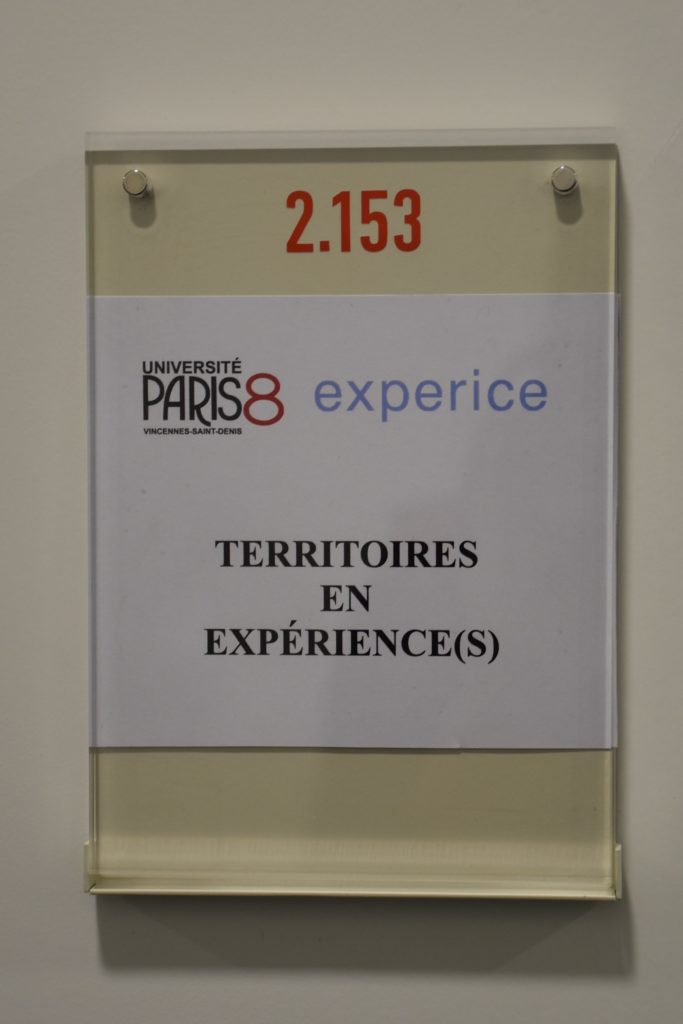 2.153
UNIVERSITÉ
PARIS8
VINCENNES-SAINT-DENIS
experice
TERRITOIRES
EN
EXPÉRIENCE(S)